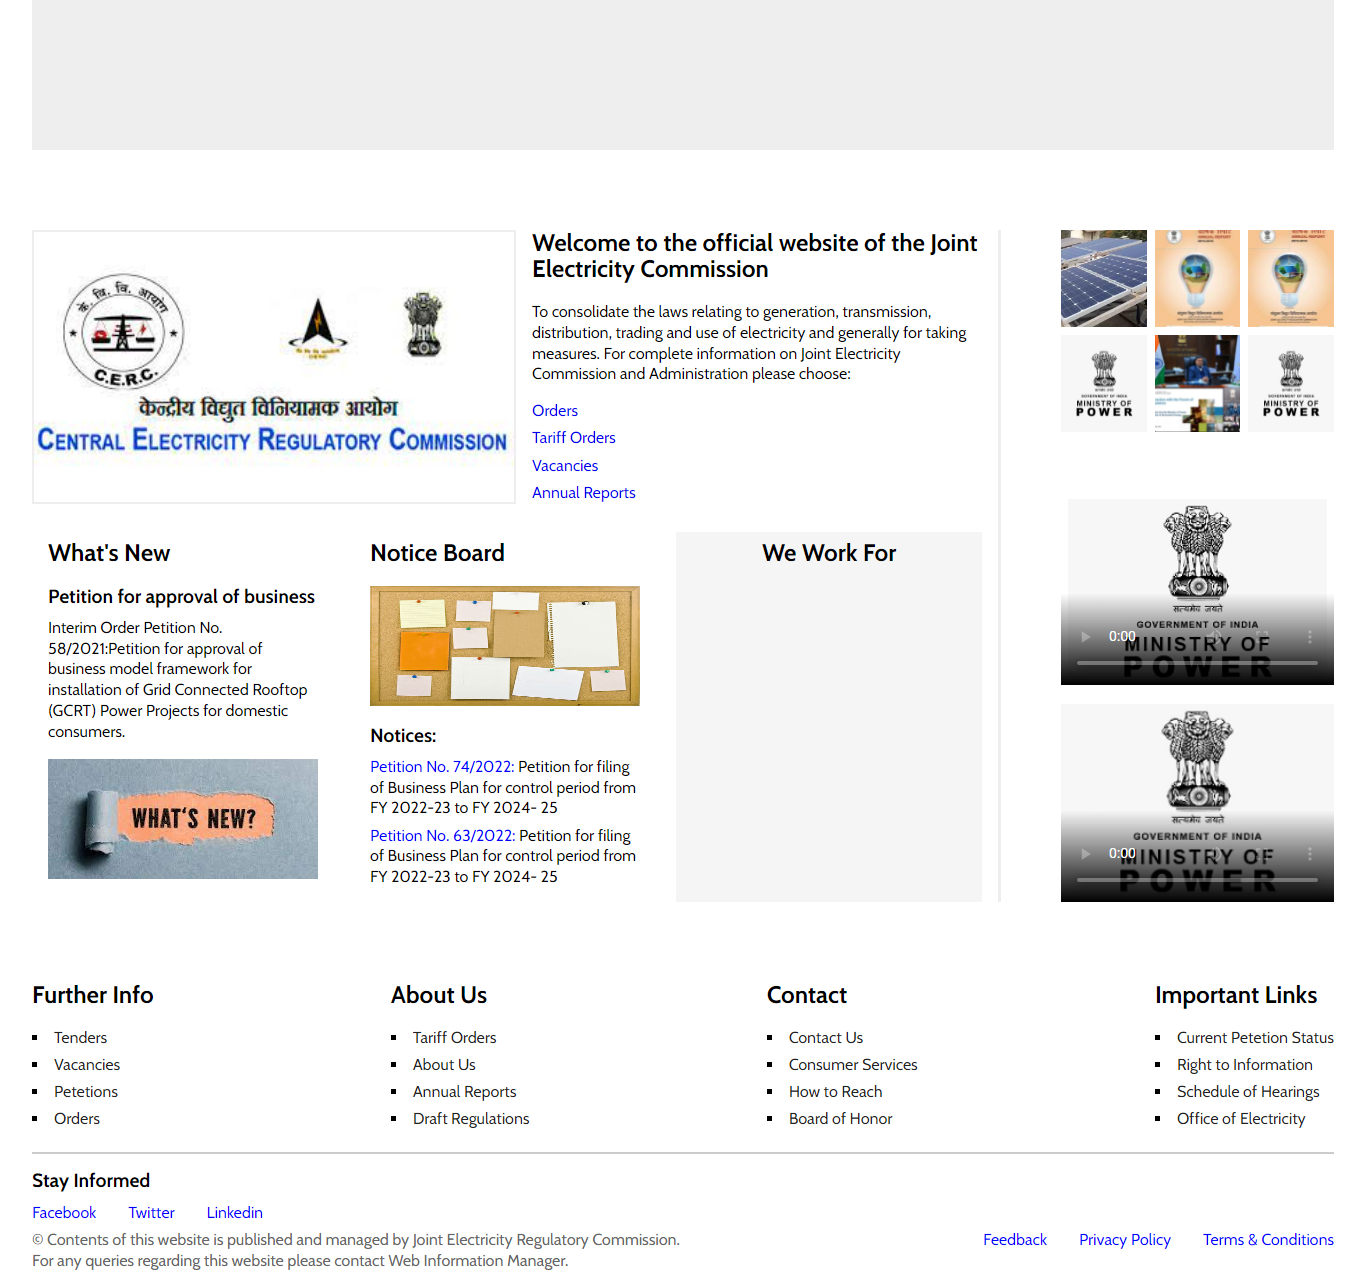 के. वि. वि. आयोग
C.E.R.C.
केन्द्रीय विद्युत विनियामक आयोग
CENTRAL ELECTRICITY REGULATORY COMMISSION
Welcome to the official website of the Joint
Electricity Commission
To consolidate the laws relating to generation, transmission,
distribution, trading and use of electricity and generally for taking
measures. For complete information on Joint Electricity
Commission and Administration please choose:
Orders
Tariff Orders
Vacancies
Annual Reports
ANNUAL REPORT
ANNUAL REPORT
GOVERNMENT OF INDIA
MINISTRY OF
POWER
GOVERNMENT OF INDIA
MINISTRY OF
POWER
What's New
Petition for approval of business
Interim Order Petition No.
58/2021:Petition for approval of
business model framework for
installation of Grid Connected Rooftop
(GCRT) Power Projects for domestic
consumers.
WHAT'S NEW?
Notice Board
Notices:
Petition No. 74/2022: Petition for filing
of Business Plan for control period from
FY 2022-23 to FY 2024- 25
Petition No. 63/2022: Petition for filing
of Business Plan for control period from
FY 2022-23 to FY 2024- 25
We Work For
सत्यमेव जयते
GOVERNMENT OF INDIA
0:00
MINISTRY OF
POWER
सत्यमेव जयते
GOVERNMENT OF INDIA
0:00
MINISTRY OF
POWER
Further Info
Tenders
Vacancies
Petetions
Orders
About Us
Tariff Orders
About Us
Annual Reports
Draft Regulations
Contact
Contact Us
Consumer Services
How to Reach
Board of Honor
Important Links
Current Petetion Status
Right to Information
Schedule of Hearings
Office of Electricity
Stay Informed
Facebook Twitter Linkedin
© Contents of this website is published and managed by Joint Electricity Regulatory Commission.
For any queries regarding this website please contact Web Information Manager.
Feedback Privacy Policy Terms & Conditions